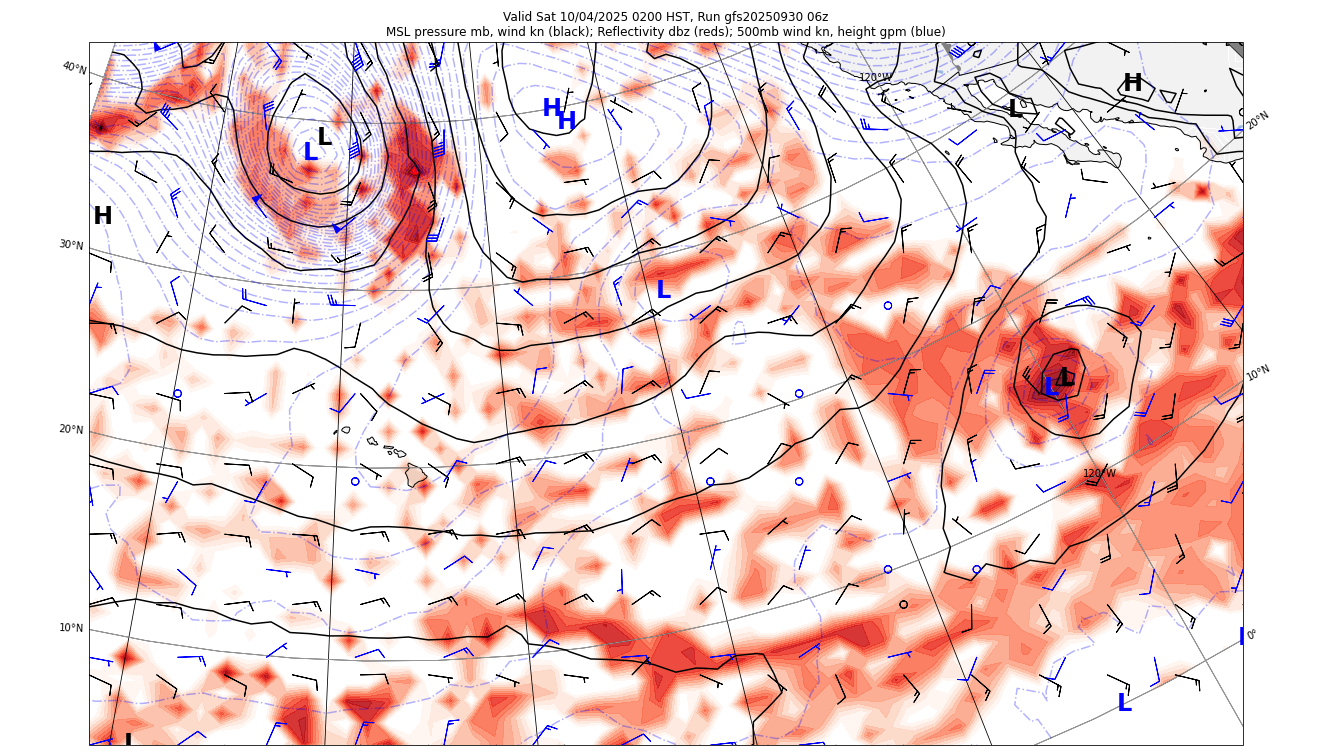 Valid Sat 10/04/2025 0200 HST, Run gfs20250930 06z
MSL pressure mb, wind kn (black); Reflectivity dbz (reds); 500mb wind kn, height gpm (blue)
40°N
120°W
H
L
20°N
H
H
L
L
H
30°N
L
10°N
L
L
20°N
120°W
10°N
0°
L
L